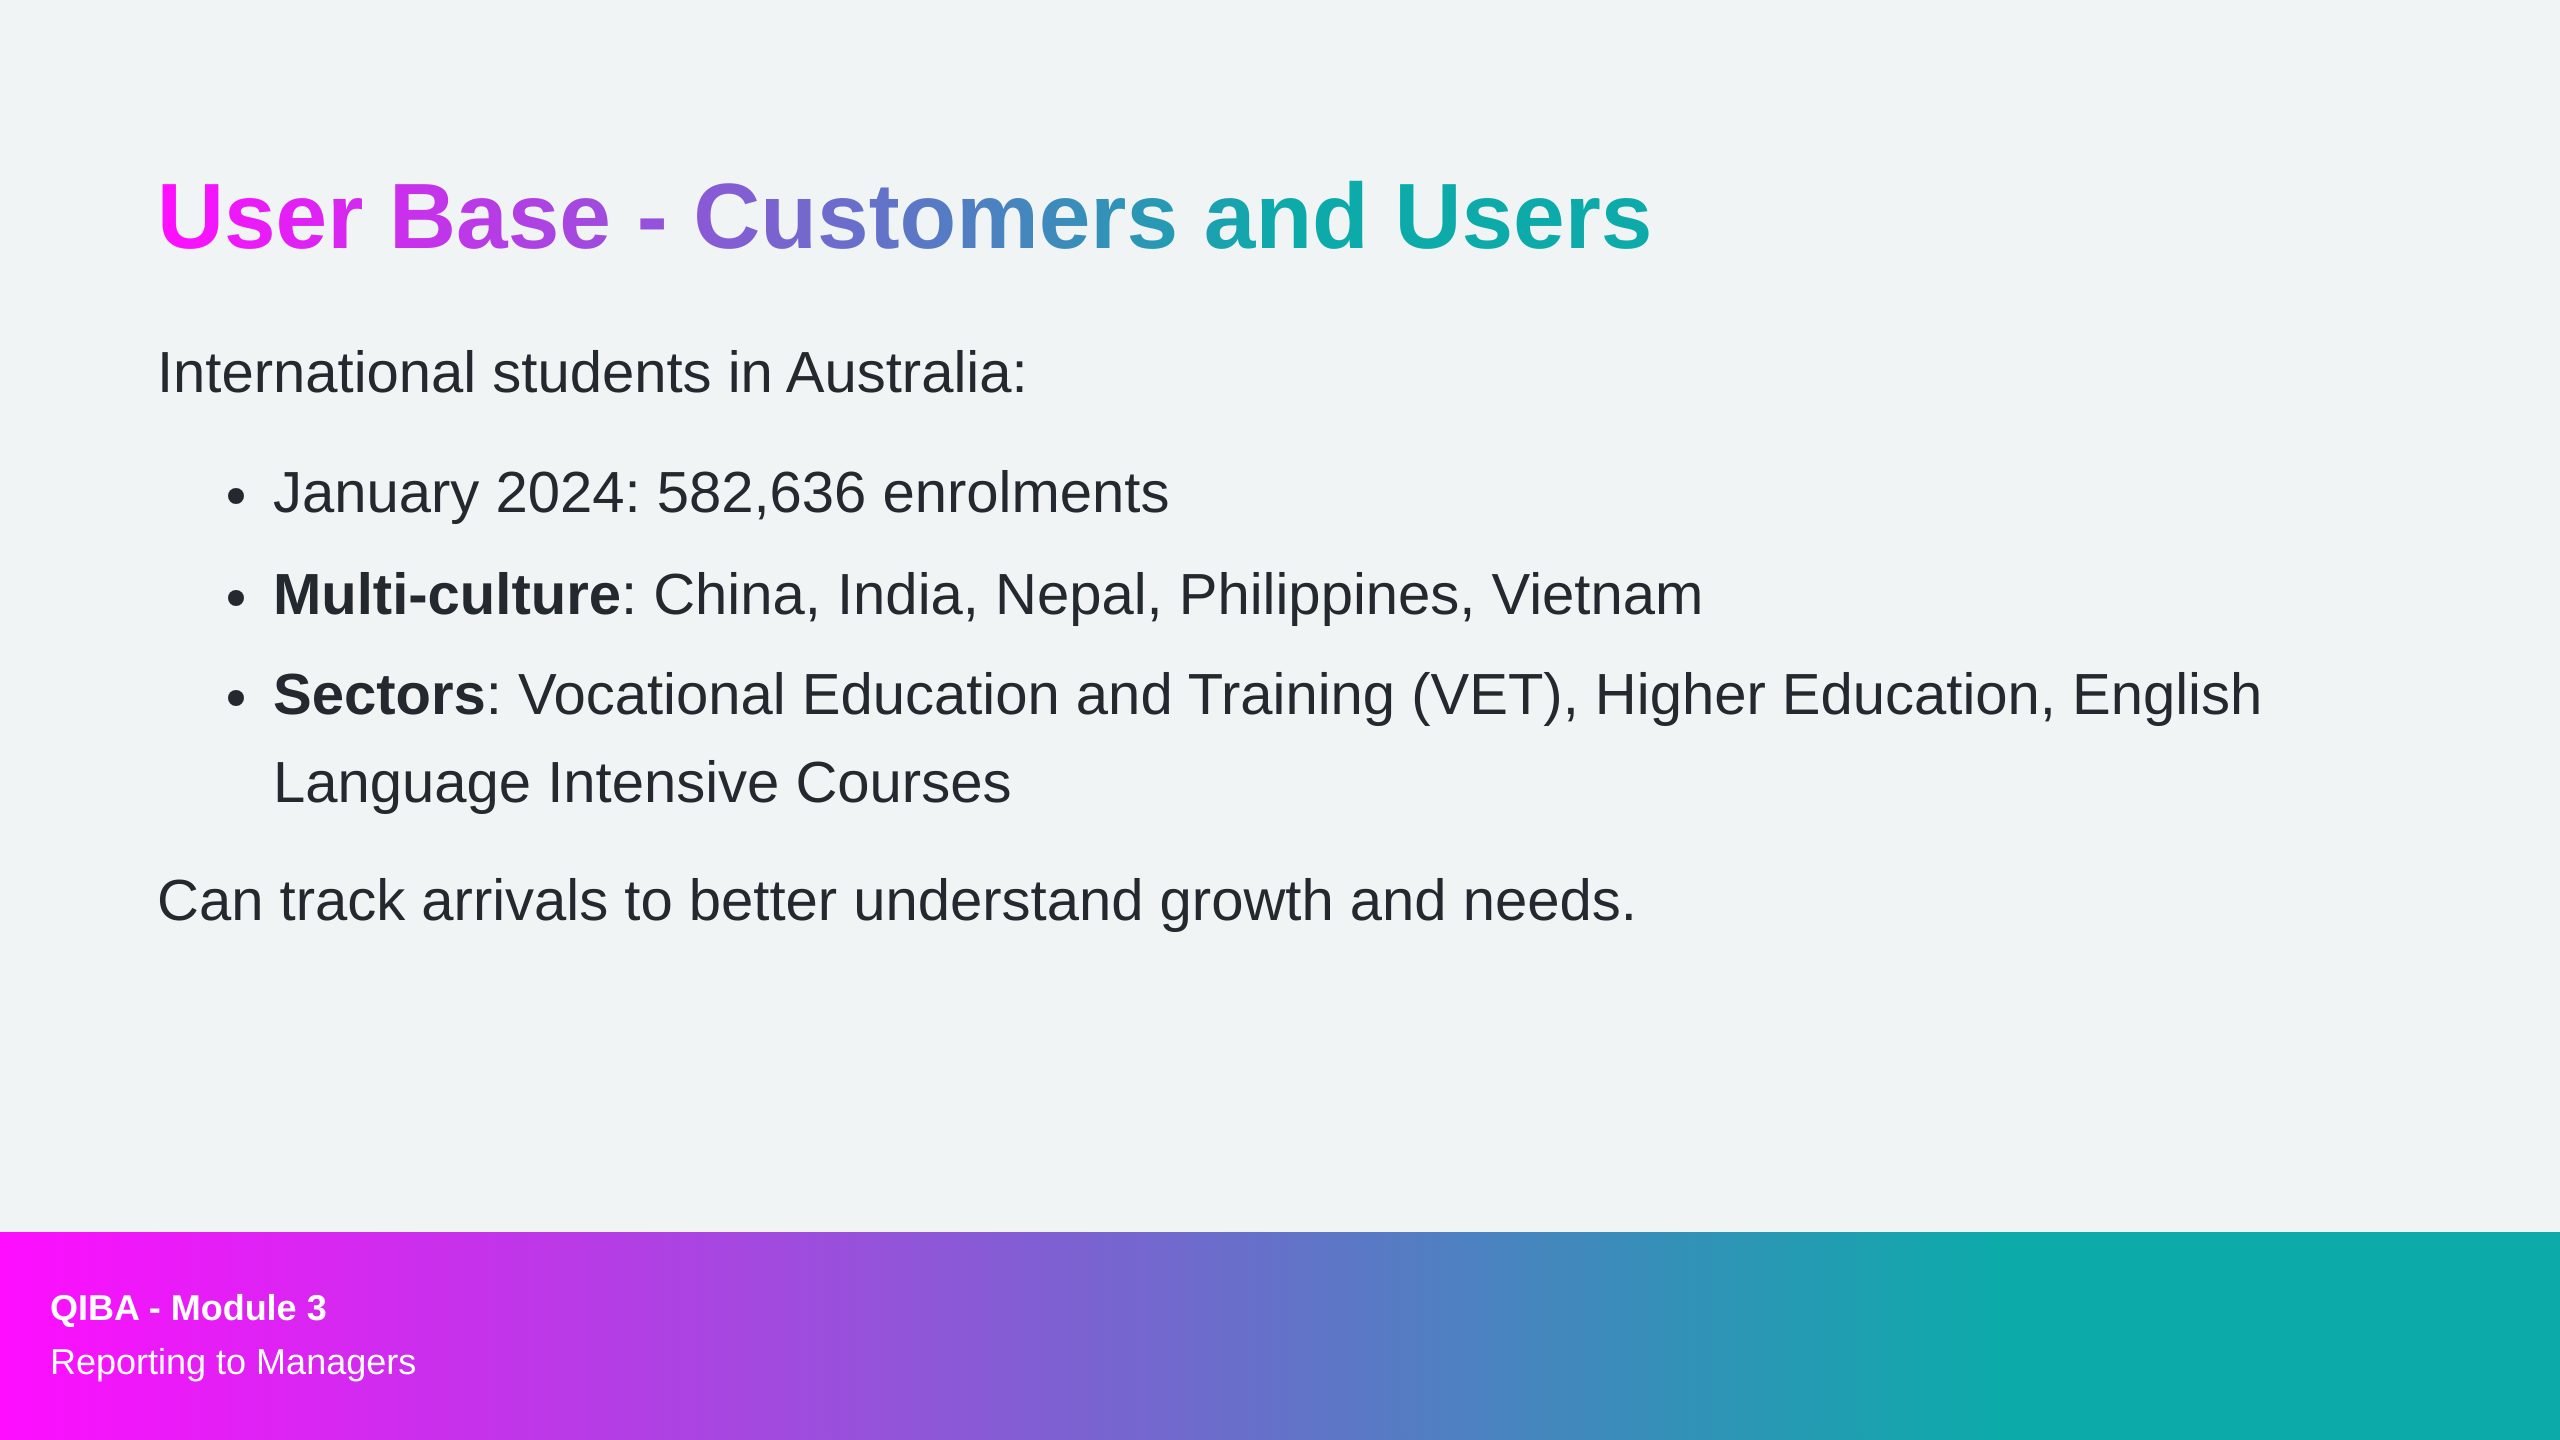 User Base - Customers and Users
International students in Australia:
• January 2024: 582,636 enrolments
• Multi-culture: China, India, Nepal, Philippines, Vietnam
• Sectors: Vocational Education and Training (VET), Higher Education, English
Language Intensive Courses
Can track arrivals to better understand growth and needs.
QIBA - Module 3
Reporting to Managers